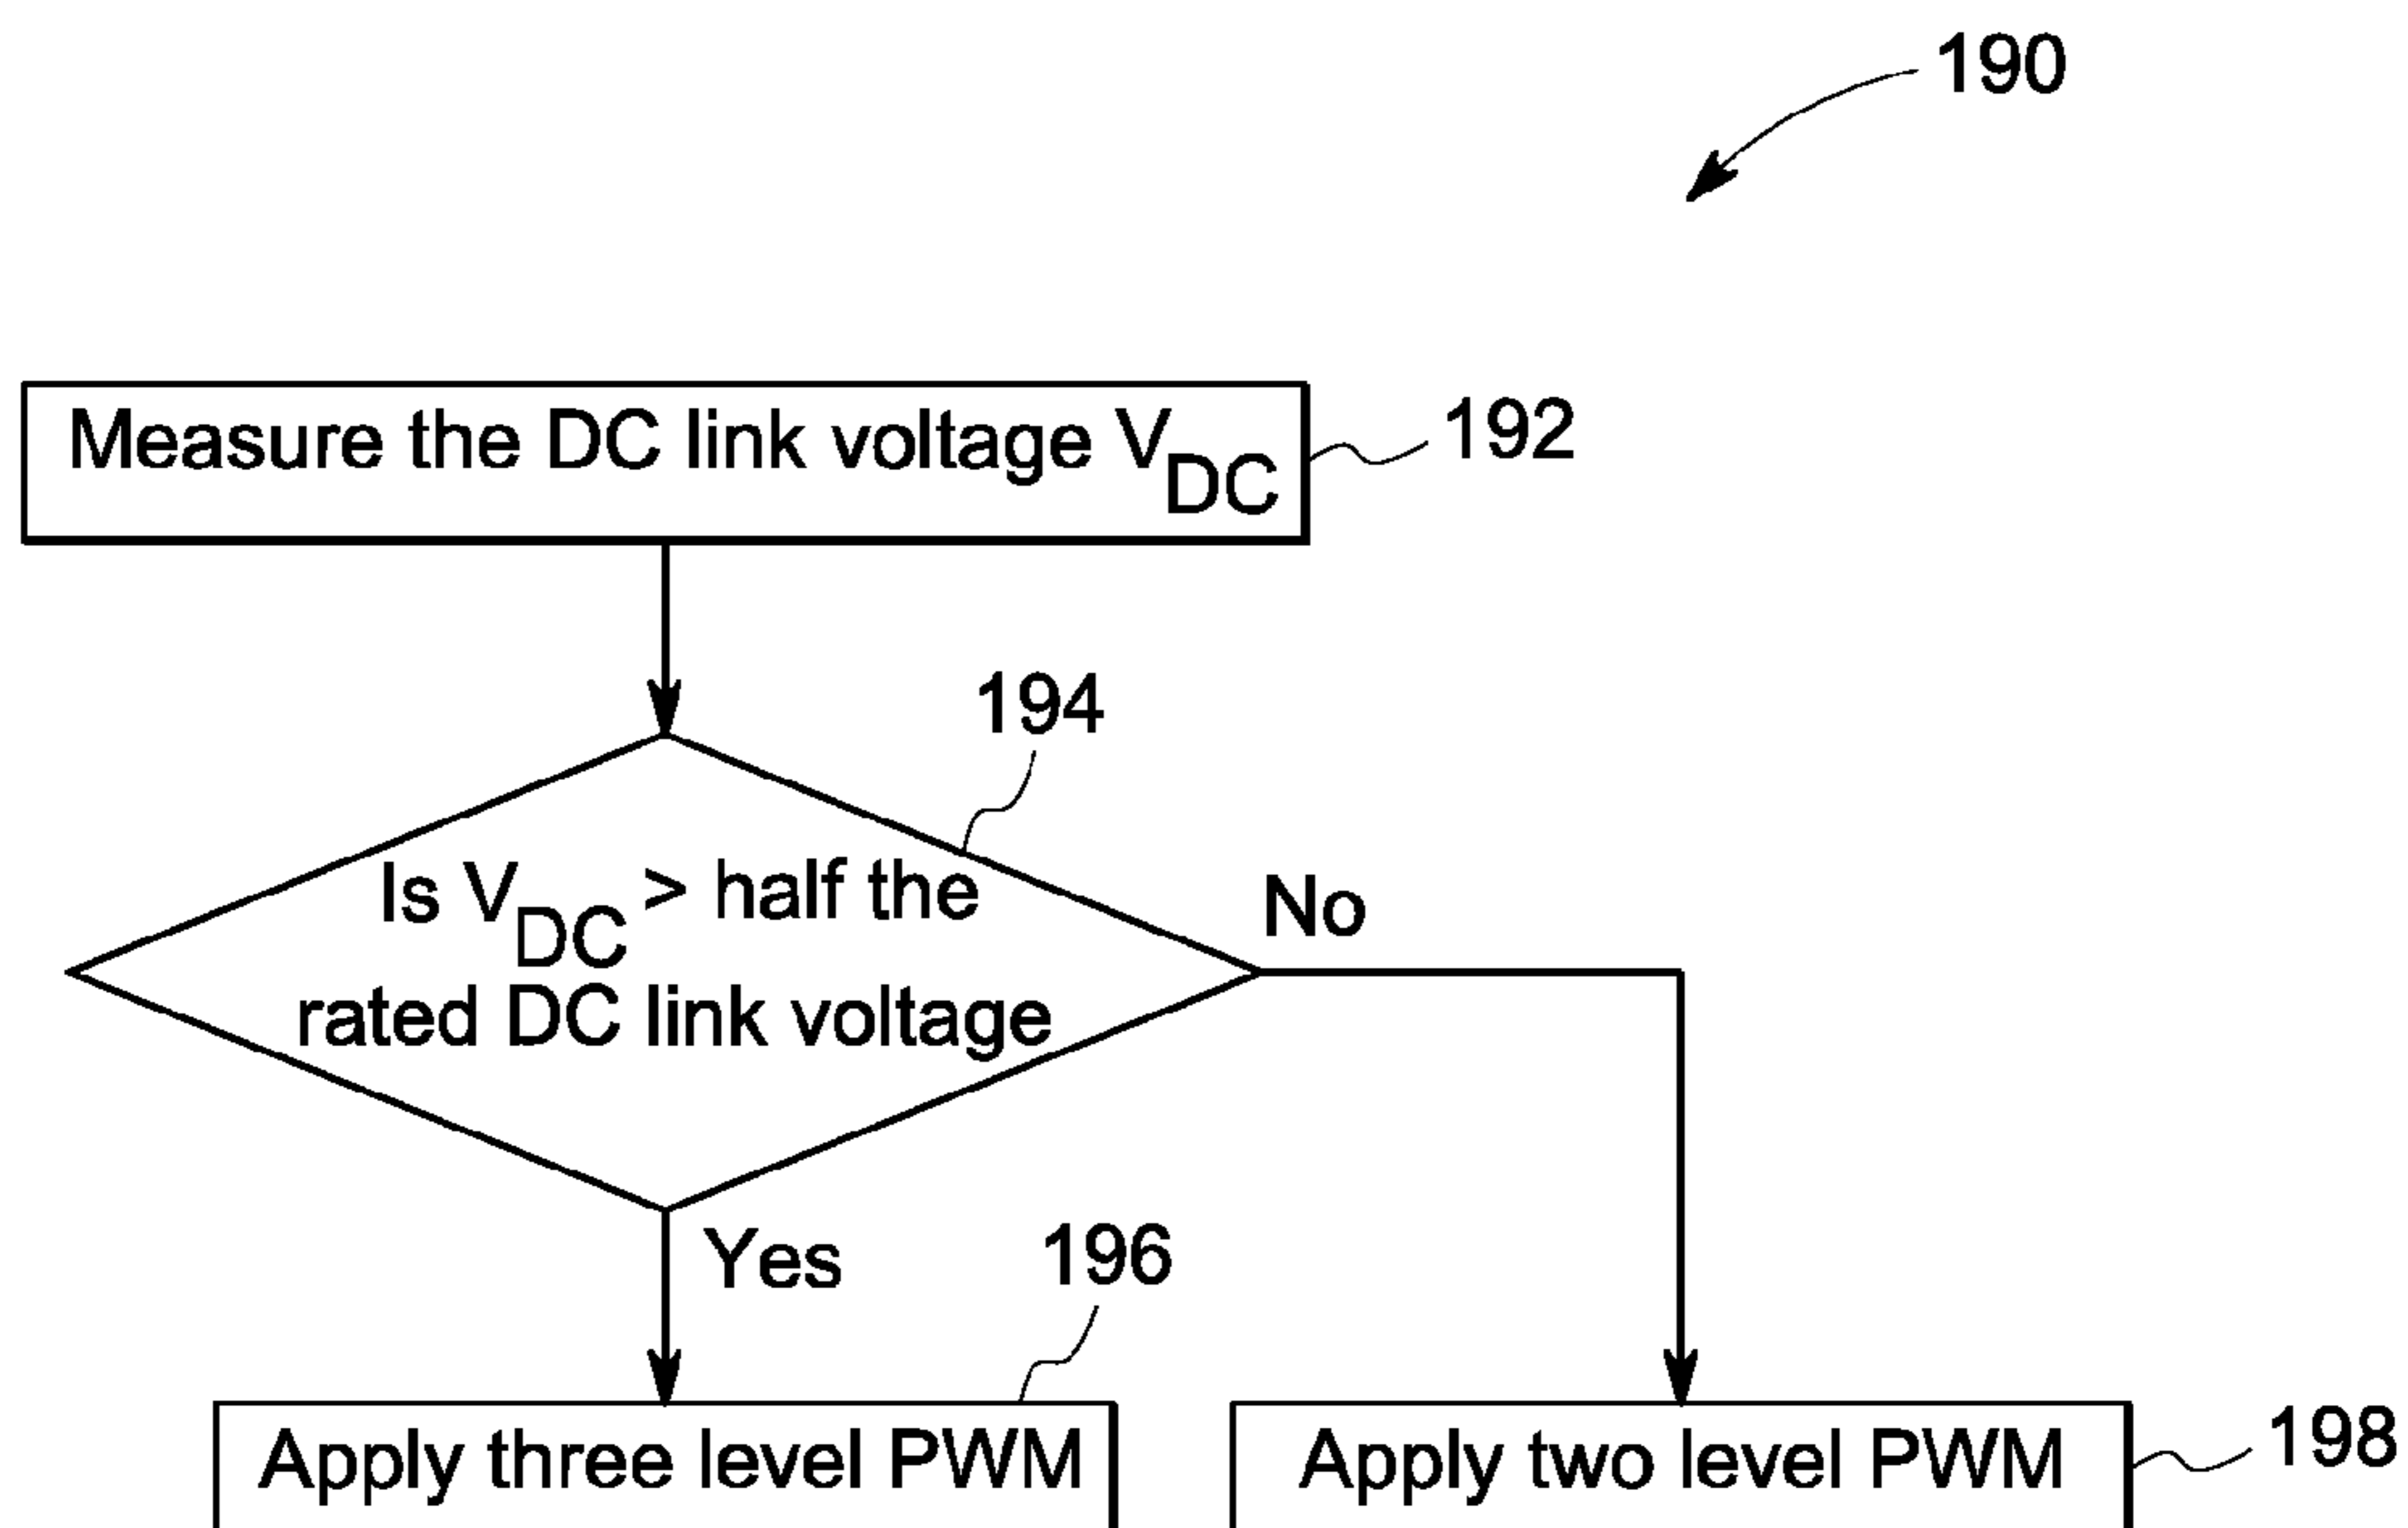 190
Measure the DC link voltage V_DC
192
194
Is V_DC > half the
rated DC link voltage
No
Yes
196
Apply three level PWM
Apply two level PWM
198